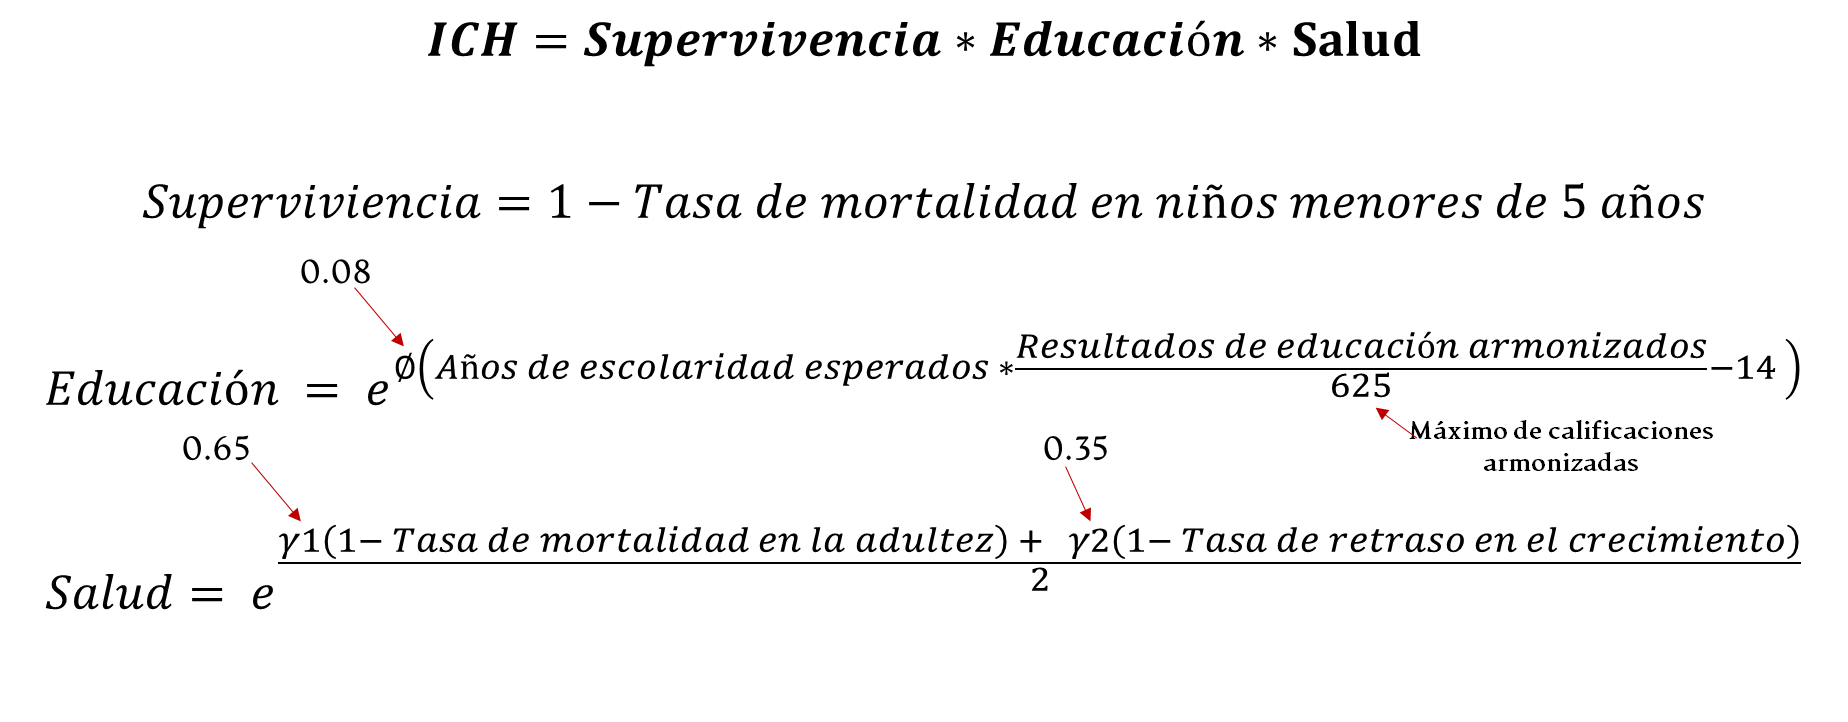 ICH = Supervivencia ∗ Educación ∗ Salud
Superviviencia = 1 − Tasa de mortalidad en niños menores de 5 años
0.08
Educación = e^∅(Años de escolaridad esperados ∗ Resultados de educación armonizados / 625 −14)
Máximo de calificaciones
armonizadas
0.65
0.35
Salud = e^γ1(1− Tasa de mortalidad en la adultez) + γ2(1− Tasa de retraso en el crecimiento) / 2